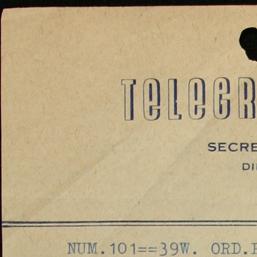 TELEGR
SECRE
DI
NUM.101==39W. ORD.